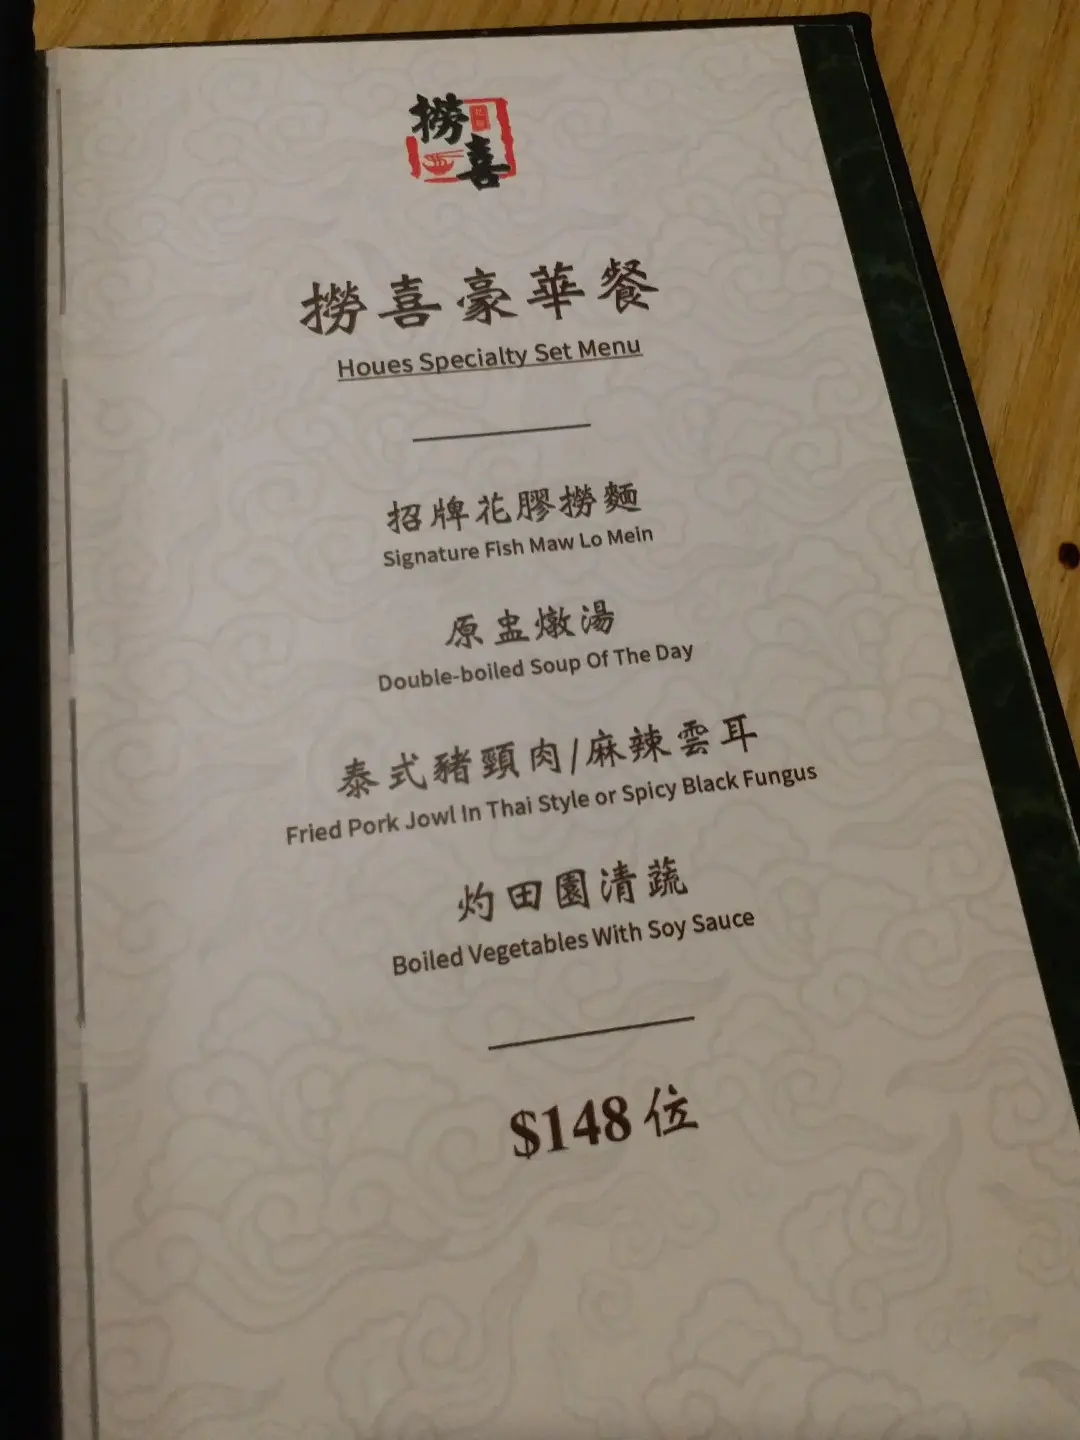 撈
喜
撈喜豪華餐
Houes Specialty Set Menu
招牌花膠撈麵
Signature Fish Maw Lo Mein
原盅燉湯
Double-boiled Soup Of The Day
泰式豬頸肉/麻辣雲耳
Fried Pork Jowl In Thai Style or Spicy Black Fungus
灼田園清蔬
Boiled Vegetables With Soy Sauce
$148 位